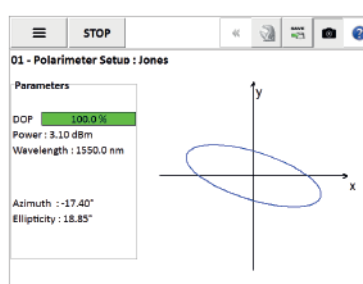 STOP
«
SAVE
?
01 - Polarimeter Setup : Jones
Parameters
DOP 100.0 %
Power : 3.10 dBm
Wavelength : 1550.0 nm
Azimuth : -17.40°
Ellipticity : 18.85°
y
x